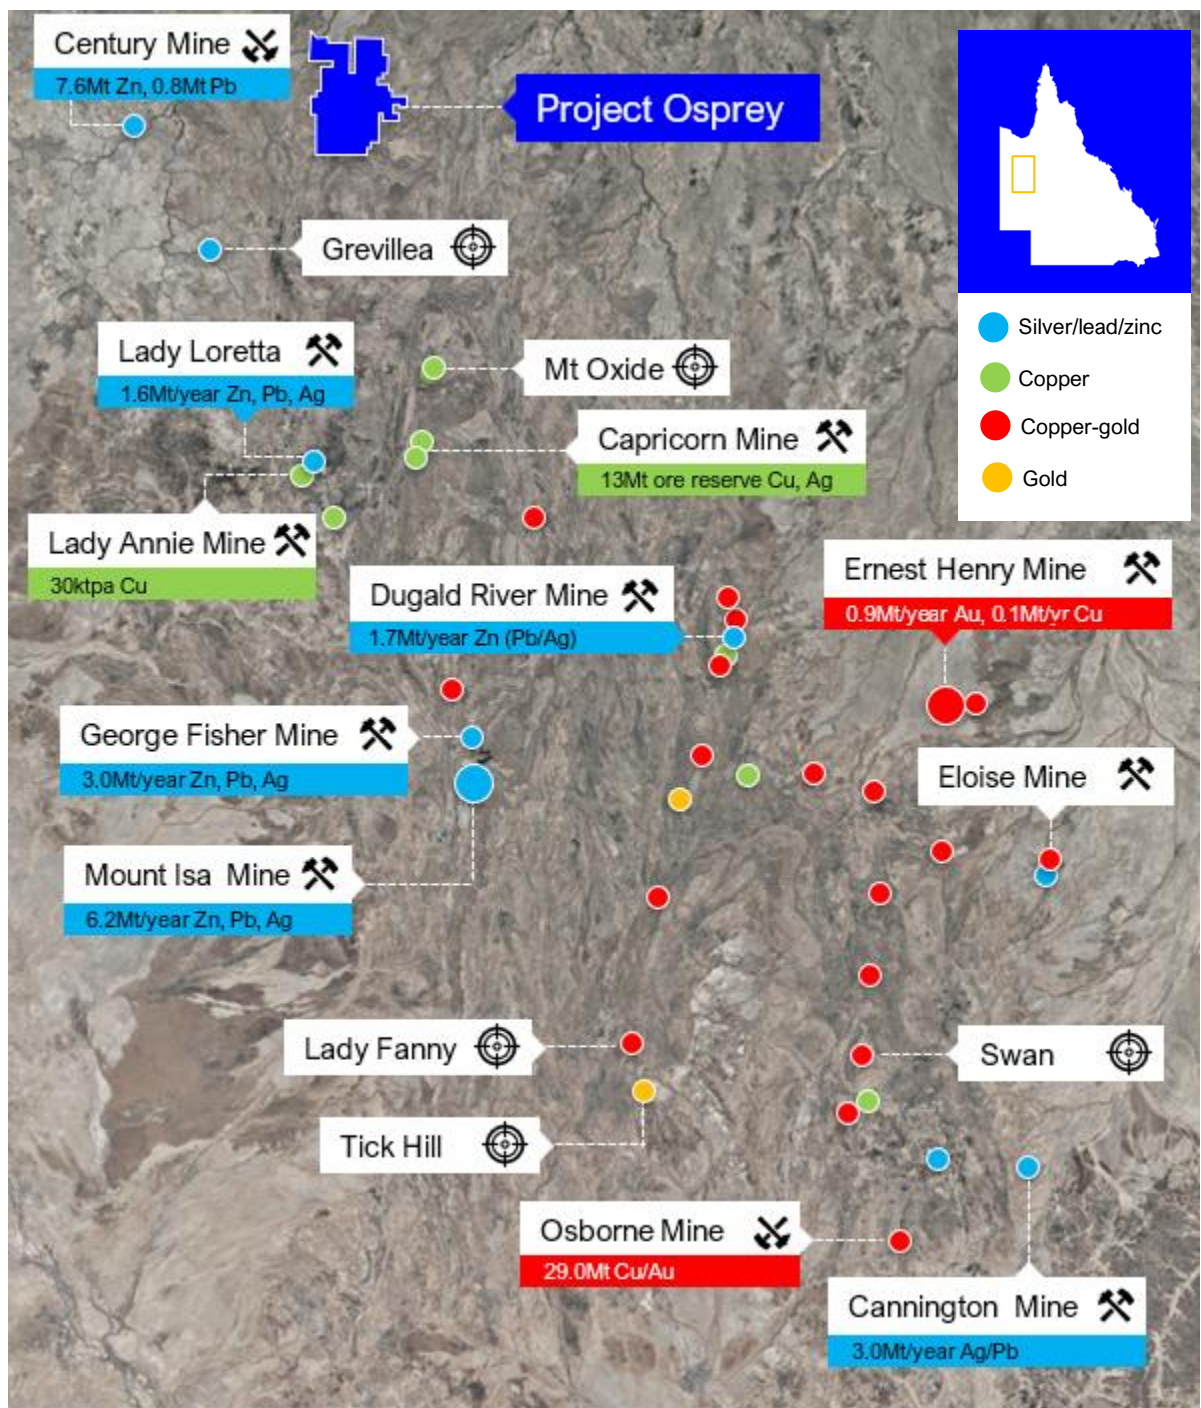 Century Mine
7.6Mt Zn, 0.8Mt Pb
Project Osprey
Grevillea
Silver/lead/zinc
Copper
Copper-gold
Gold
Lady Loretta
1.6Mt/year Zn, Pb, Ag
Mt Oxide
Capricorn Mine
13Mt ore reserve Cu, Ag
Lady Annie Mine
30ktpa Cu
Dugald River Mine
1.7Mt/year Zn (Pb/Ag)
Ernest Henry Mine
0.9Mt/year Au, 0.1Mt/yr Cu
George Fisher Mine
3.0Mt/year Zn, Pb, Ag
Eloise Mine
Mount Isa Mine
6.2Mt/year Zn, Pb, Ag
Lady Fanny
Swan
Tick Hill
Osborne Mine
29.0Mt Cu/Au
Cannington Mine
3.0Mt/year Ag/Pb